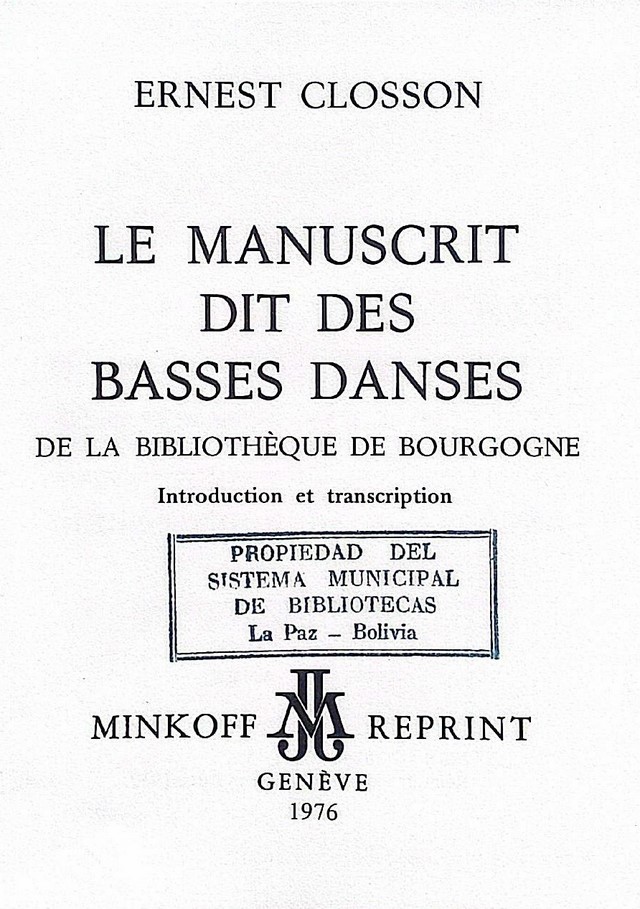 ERNEST CLOSSON
LE MANUSCRIT
DIT DES
BASSES DANSES
DE LA BIBLIOTHÈQUE DE BOURGOGNE
Introduction et transcription
PROPIEDAD DEL
SISTEMA MUNICIPAL
DE BIBLIOTECAS
La Paz – Bolivia
MINKOFF JMJ REPRINT
GENÈVE
1976